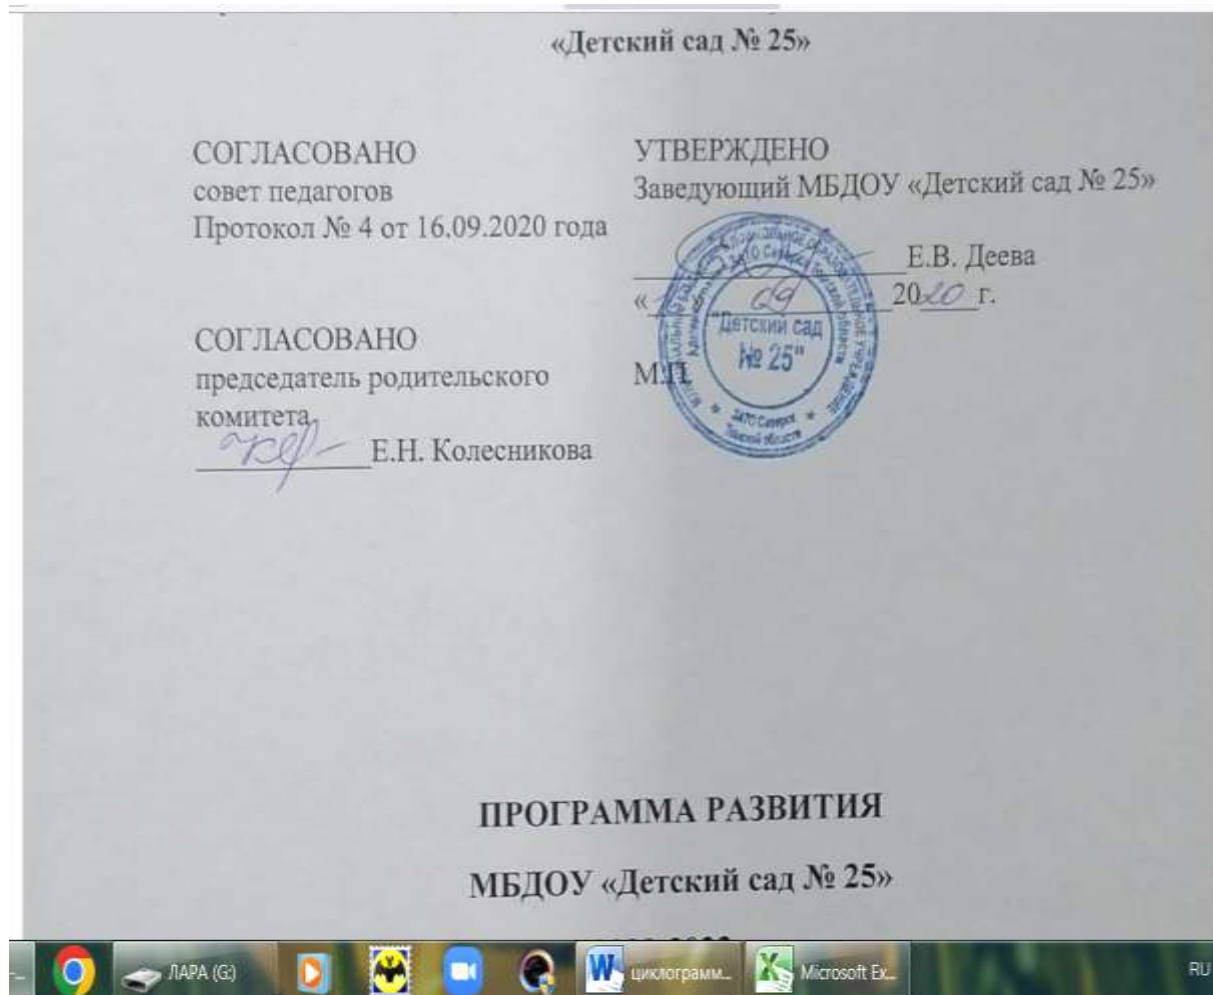 «Детский сад № 25»
СОГЛАСОВАНО
совет педагогов
Протокол № 4 от 16.09.2020 года
УТВЕРЖДЕНО
Заведующий МБДОУ «Детский сад № 25»
Е.В. Деева
« 09 2020 г.
М.П.
"Детский сад
№ 25"
СОГЛАСОВАНО
председатель родительского
комитета
Е.Н. Колесникова
ПРОГРАММА РАЗВИТИЯ
МБДОУ «Детский сад № 25»
ЛАРА (G:)
циклограмм...
Microsoft Ex...
RU